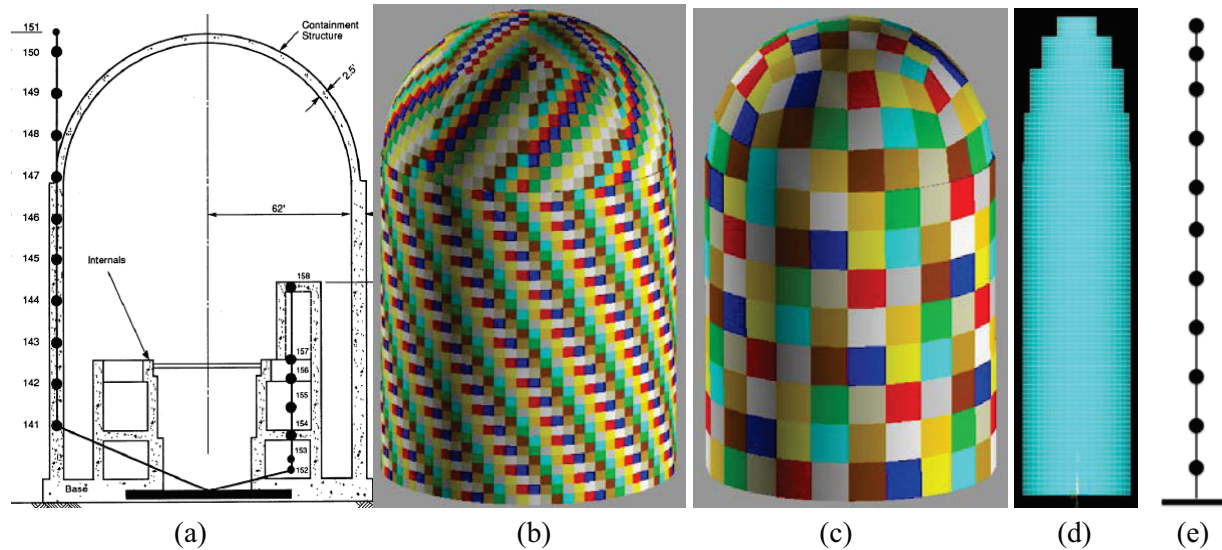 151
150
149
148
147
146
145
144
143
142
141
Containment
Structure
2.5'
62'
Internals
158
157
156
155
154
153
152
Base
(a)
(b)
(c)
(d)
(e)